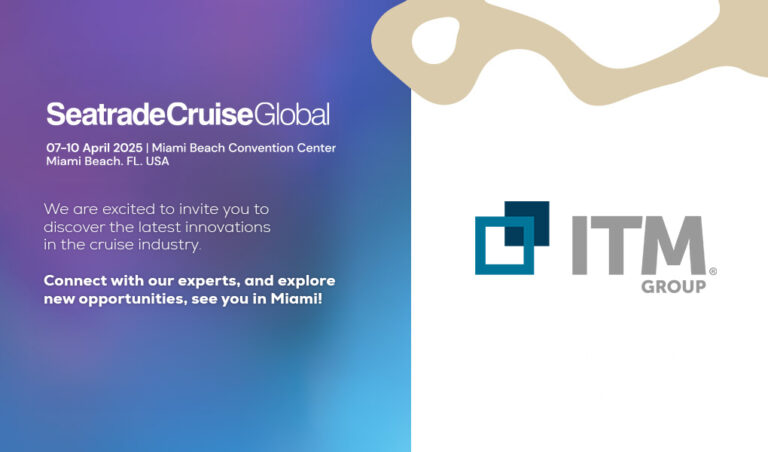 SeatradeCruiseGlobal
07-10 April 2025 | Miami Beach Convention Center
Miami Beach. FL. USA
We are excited to invite you to
discover the latest innovations
in the cruise industry.
Connect with our experts, and explore
new opportunities, see you in Miami!
ITM®
GROUP